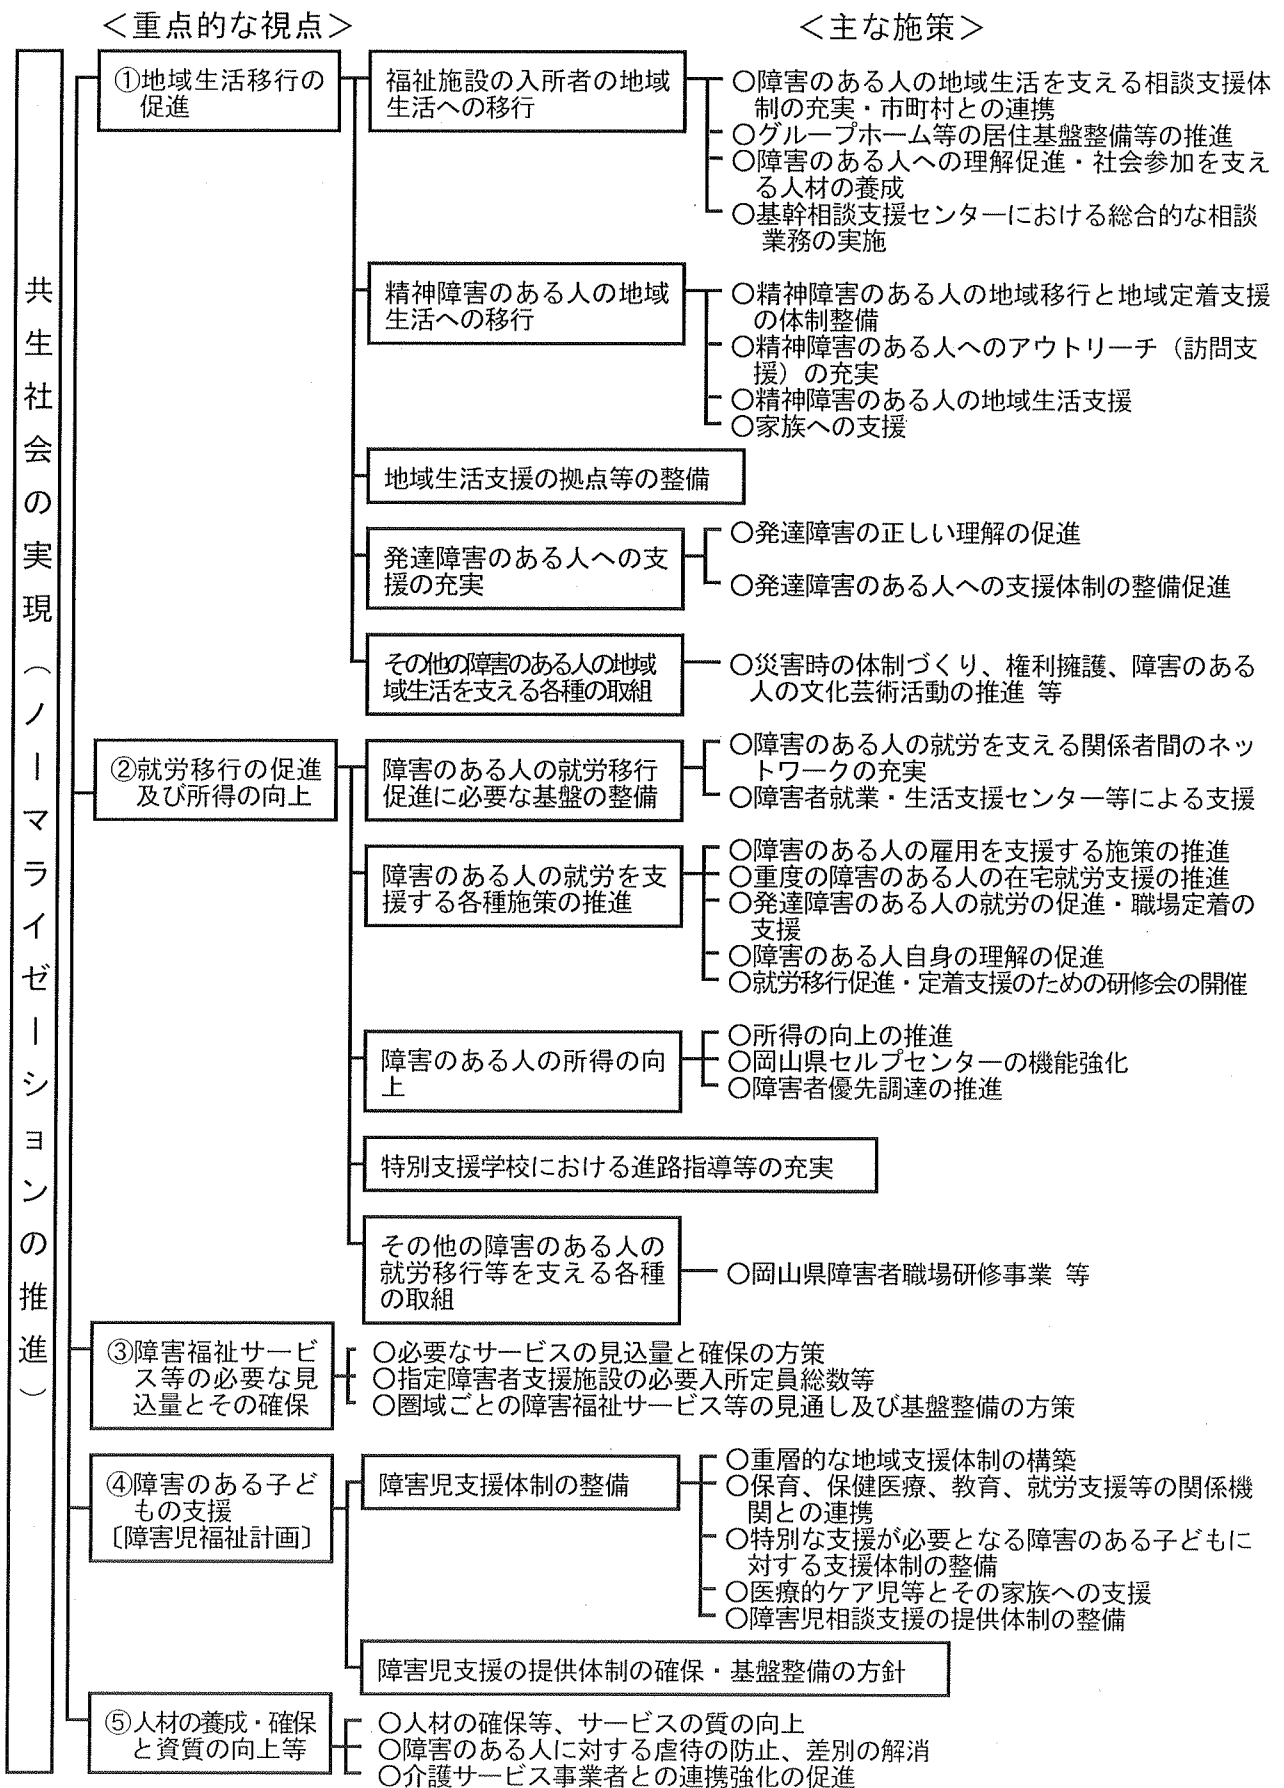 ＜重点的な視点＞
＜主な施策＞
共生社会の実現（ノーマライゼーションの推進）
①地域生活移行の
促進
福祉施設の入所者の地域
生活への移行
○障害のある人の地域生活を支える相談支援体
制の充実・市町村との連携
○グループホーム等の居住基盤整備等の推進
○障害のある人への理解促進・社会参加を支え
る人材の養成
○基幹相談支援センターにおける総合的な相談
業務の実施
精神障害のある人の地域
生活への移行
○精神障害のある人の地域移行と地域定着支援
の体制整備
○精神障害のある人へのアウトリーチ（訪問支
援）の充実
○精神障害のある人の地域生活支援
○家族への支援
地域生活支援の拠点等の整備
発達障害のある人への支
援の充実
○発達障害の正しい理解の促進
○発達障害のある人への支援体制の整備促進
その他の障害のある人の地域
域生活を支える各種の取組
○災害時の体制づくり、権利擁護、障害のある
人の文化芸術活動の推進 等
②就労移行の促進
及び所得の向上
障害のある人の就労移行
促進に必要な基盤の整備
○障害のある人の就労を支える関係者間のネッ
トワークの充実
○障害者就業・生活支援センター等による支援
障害のある人の就労を支
援する各種施策の推進
○障害のある人の雇用を支援する施策の推進
○重度の障害のある人の在宅就労支援の推進
○発達障害のある人の就労の促進・職場定着の
支援
○障害のある人自身の理解の促進
○就労移行促進・定着支援のための研修会の開催
障害のある人の所得の向
上
○所得の向上の推進
○岡山県セルプセンターの機能強化
○障害者優先調達の推進
特別支援学校における進路指導等の充実
その他の障害のある人の
就労移行等を支える各種
の取組
○岡山県障害者職場研修事業 等
③障害福祉サービ
ス等の必要な見
込量とその確保
○必要なサービスの見込量と確保の方策
○指定障害者支援施設の必要入所定員総数等
○圏域ごとの障害福祉サービス等の見通し及び基盤整備の方策
④障害のある子ど
もの支援
〔障害児福祉計画〕
障害児支援体制の整備
○重層的な地域支援体制の構築
○保育、保健医療、教育、就労支援等の関係機
関との連携
○特別な支援が必要となる障害のある子どもに
対する支援体制の整備
○医療的ケア児等とその家族への支援
○障害児相談支援の提供体制の整備
障害児支援の提供体制の確保・基盤整備の方針
⑤人材の養成・確保
と資質の向上等
○人材の確保等、サービスの質の向上
○障害のある人に対する虐待の防止、差別の解消
○介護サービス事業者との連携強化の促進